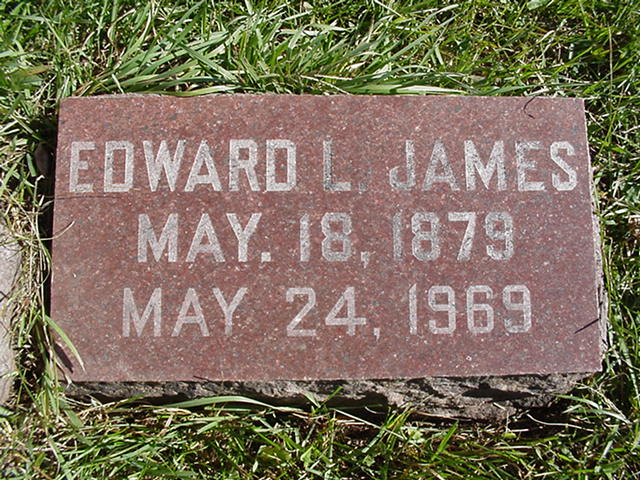 EDWARD L. JAMES
MAY. 18, 1879
MAY 24, 1969